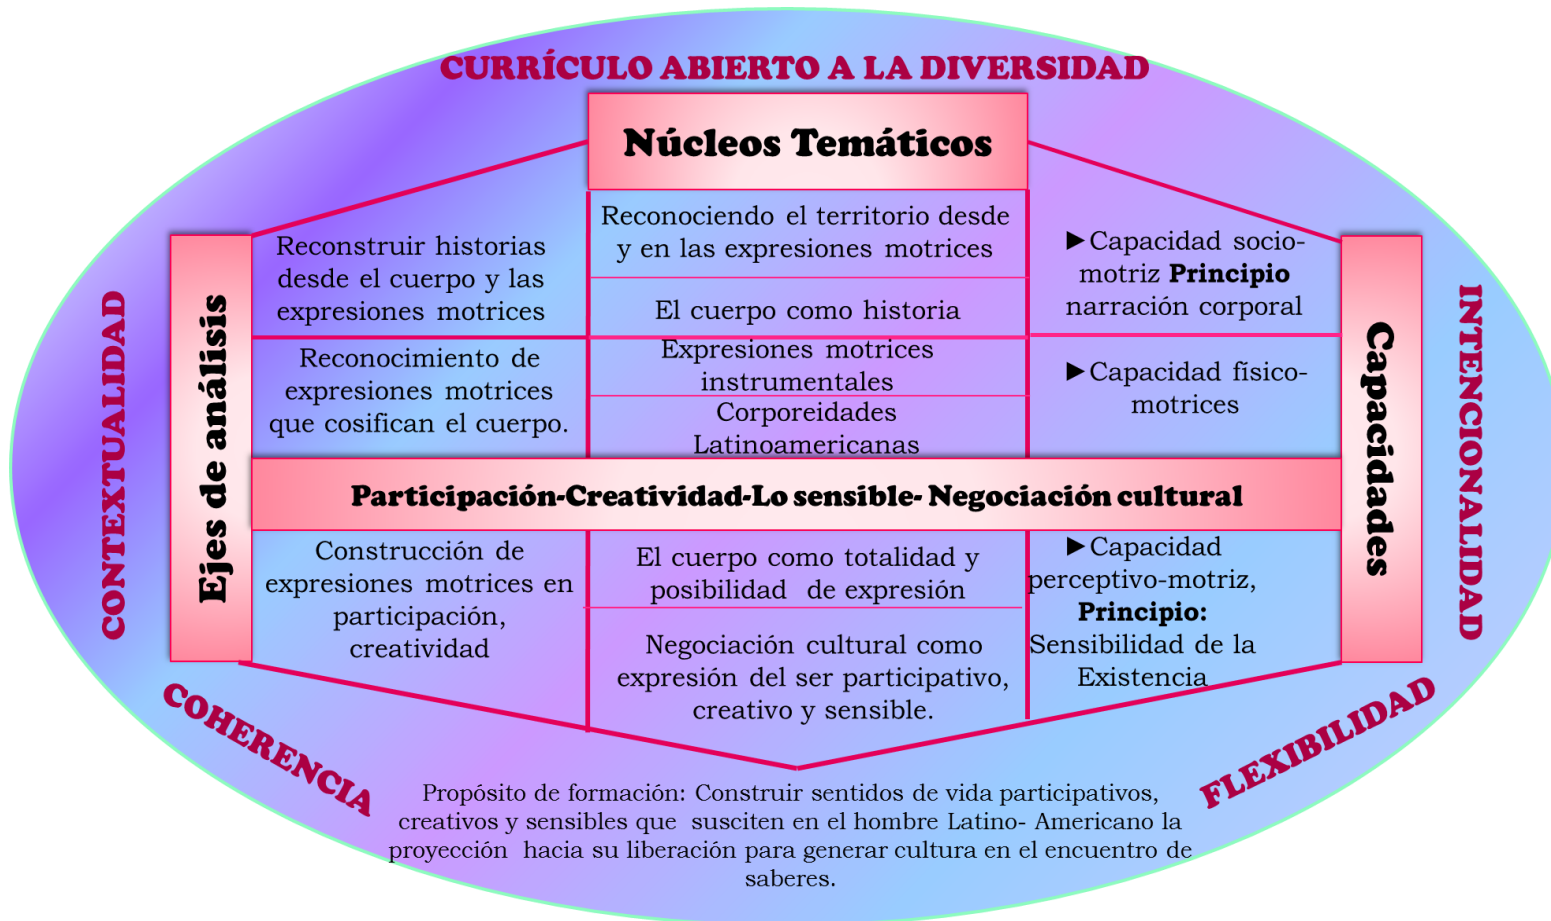 CURRÍCULO ABIERTO A LA DIVERSIDAD
Núcleos Temáticos
Ejes de análisis
Capacidades
CONTEXTUALIDAD
INTENCIONALIDAD
COHERENCIA
FLEXIBILIDAD
Reconstruir historias
desde el cuerpo y las
expresiones motrices
Reconociendo el territorio desde
y en las expresiones motrices
El cuerpo como historia
►Capacidad socio-
motriz Principio
narración corporal
Reconocimiento de
expresiones motrices
que cosifican el cuerpo.
Expresiones motrices
instrumentales
Corporeidades
Latinoamericanas
►Capacidad físico-
motrices
Participación-Creatividad-Lo sensible- Negociación cultural
Construcción de
expresiones motrices en
participación,
creatividad
El cuerpo como totalidad y
posibilidad de expresión
Negociación cultural como
expresión del ser participativo,
creativo y sensible.
►Capacidad
perceptivo-motriz,
Principio:
Sensibilidad de la
Existencia
Propósito de formación: Construir sentidos de vida participativos,
creativos y sensibles que susciten en el hombre Latino- Americano la
proyección hacia su liberación para generar cultura en el encuentro de
saberes.